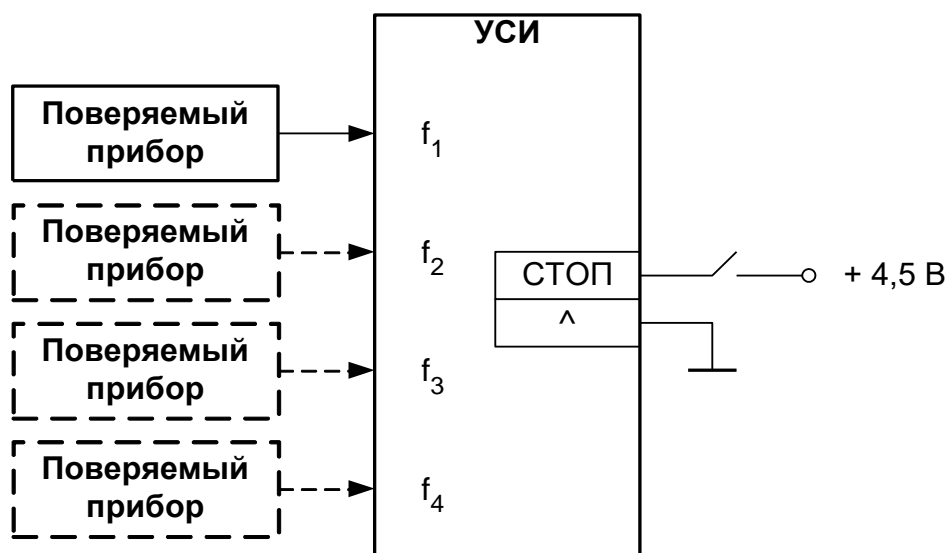 УСИ
Поверяемый
прибор
f1
Поверяемый
прибор
f2
СТОП
+ 4,5 В
^
Поверяемый
прибор
f3
Поверяемый
прибор
f4